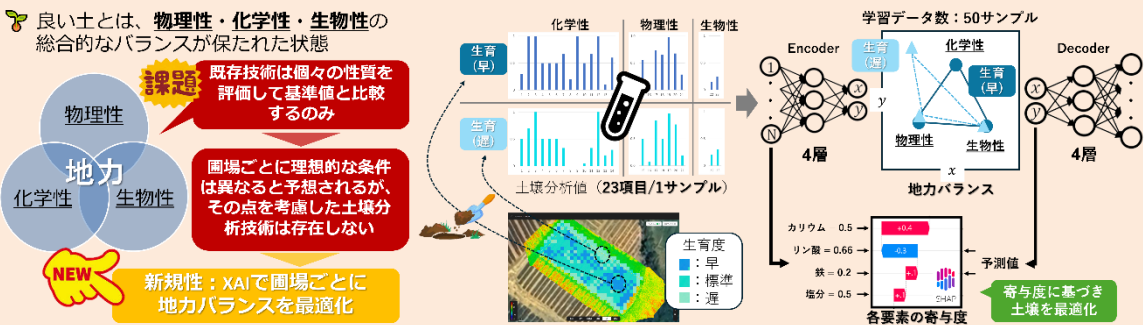 良い土とは、物理性・化学性・生物性の
総合的なバランスが保たれた状態
課題
既存技術は個々の性質を
評価して基準値と比較
するのみ
物理性
地力
化学性
生物性
圃場ごとに理想的な条件
は異なると予想されるが、
その点を考慮した土壌分
析技術は存在しない
NEW
新規性：XAIで圃場ごとに
地力バランスを最適化
化学性
物理性
生物性
生育
（早）
生育
（遅）
土壌分析値（23項目/1サンプル）
生育度
：早
：標準
：遅
学習データ数：50サンプル
Encoder
1
N
x
y
4層
生育
（遅）
化学性
生育
（早）
物理性
生物性
y
x
地力バランス
Decoder
x
y
4層
カリウム 0.5
+0.4
リン酸 = 0.66
-0.3
鉄 = 0.2
塩分 = 0.5
SHAP
予測値
各要素の寄与度
寄与度に基づき
土壌を最適化